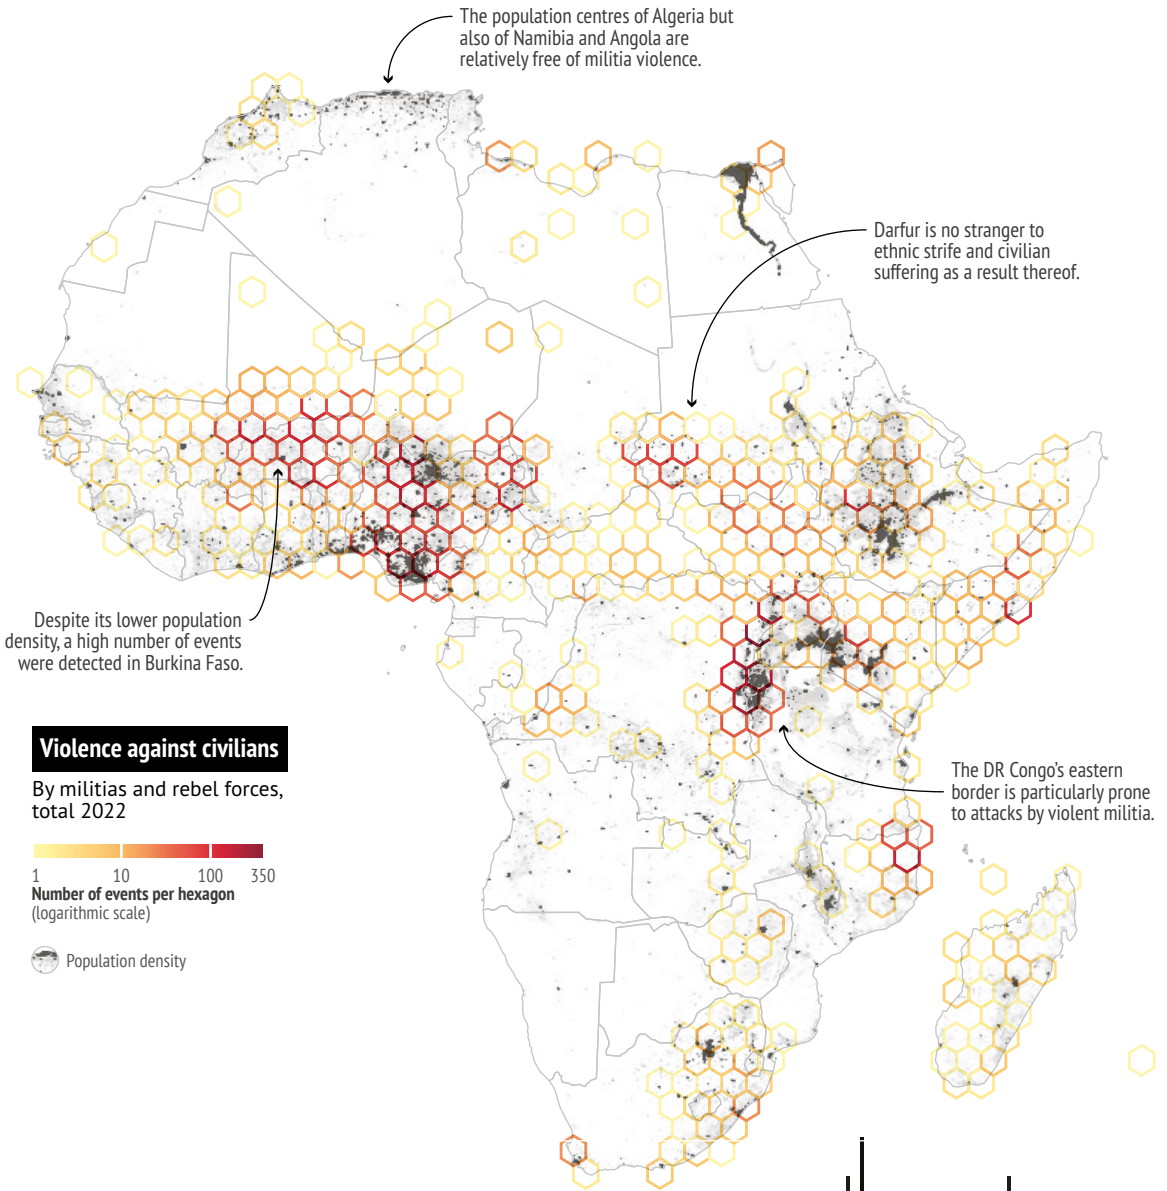 The population centres of Algeria but
also of Namibia and Angola are
relatively free of militia violence.
Darfur is no stranger to
ethnic strife and civilian
suffering as a result thereof.
Despite its lower population
density, a high number of events
were detected in Burkina Faso.
Violence against civilians
By militias and rebel forces,
total 2022
1 10 100 350
Number of events per hexagon
(logarithmic scale)
Population density
The DR Congo's eastern
border is particularly prone
to attacks by violent militia.